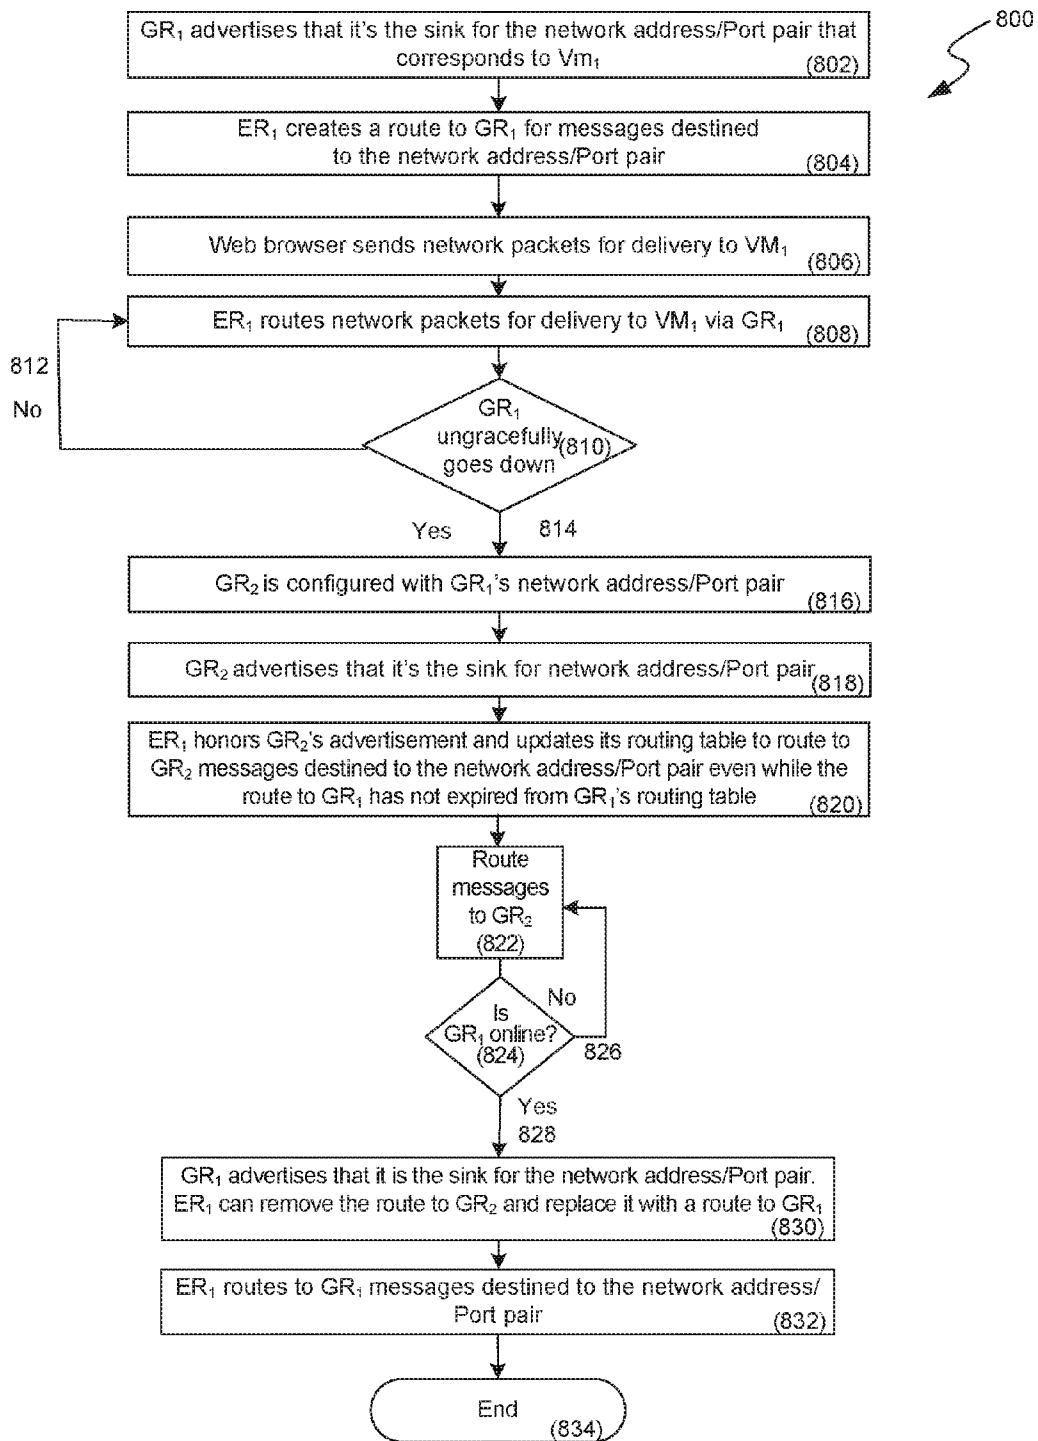 800
GR₁ advertises that it's the sink for the network address/Port pair that
corresponds to Vm₁
(802)
ER₁ creates a route to GR₁ for messages destined
to the network address/Port pair
(804)
Web browser sends network packets for delivery to VM₁
(806)
ER₁ routes network packets for delivery to VM₁ via GR₁
(808)
812
No
GR₁
ungracefully
goes down
(810)
Yes
814
GR₂ is configured with GR₁'s network address/Port pair
(816)
GR₂ advertises that it's the sink for network address/Port pair
(818)
ER₁ honors GR₂'s advertisement and updates its routing table to route to
GR₂ messages destined to the network address/Port pair even while the
route to GR₁ has not expired from GR₁'s routing table
(820)
Route
messages
to GR₂
(822)
No
Is
GR₁ online?
(824)
826
Yes
828
GR₁ advertises that it is the sink for the network address/Port pair.
ER₁ can remove the route to GR₂ and replace it with a route to GR₁
(830)
ER₁ routes to GR₁ messages destined to the network address/
Port pair
(832)
End
(834)